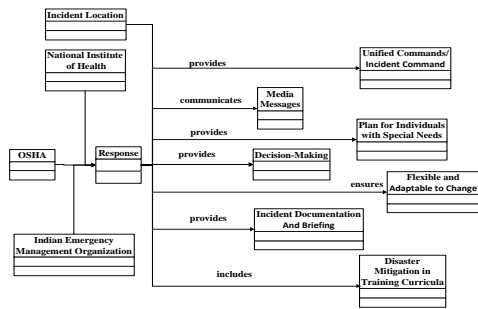 Incident Location
National Institute
of Health
provides
Unified Commands/
Incident Command
communicates
Media
Messages
provides
Plan for Individuals
with Special Needs
OSHA
Response
provides
Decision-Making
ensures
Flexible and
Adaptable to Change
provides
Incident Documentation
And Briefing
Indian Emergency
Management Organization
includes
Disaster
Mitigation in
Training Curricula